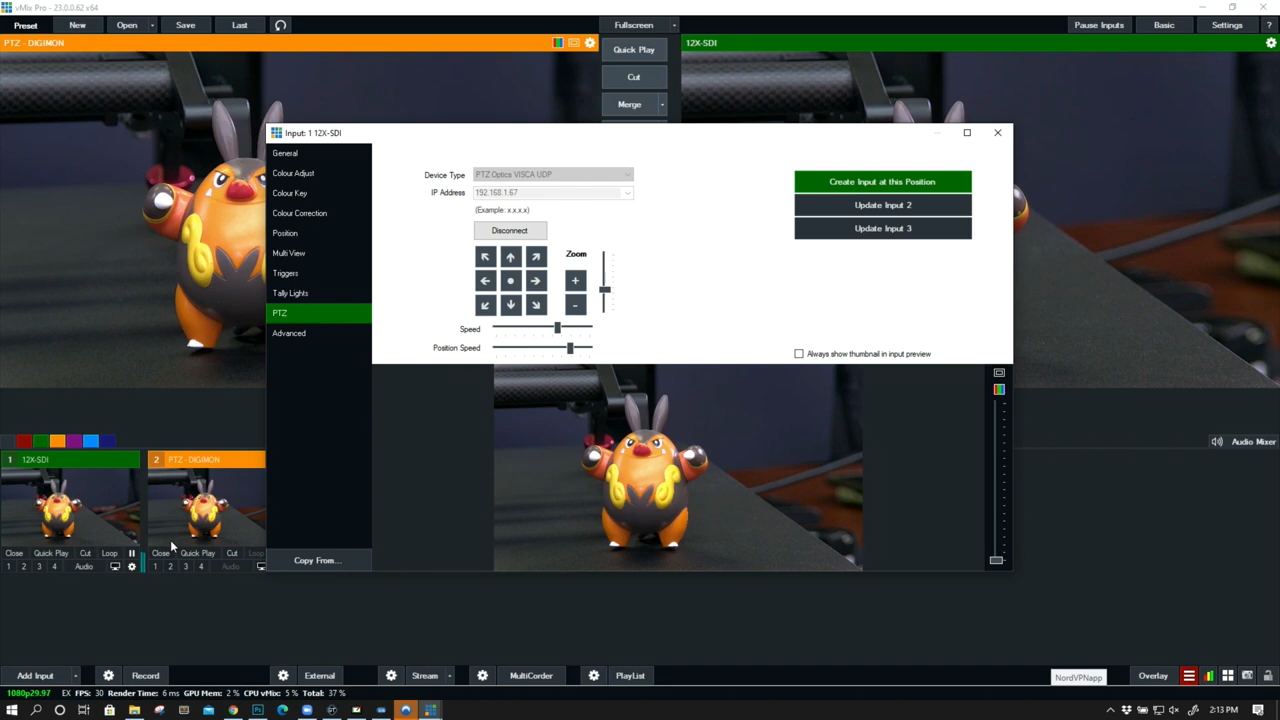 vMix Pro - 23.0.0.62 x64
Preset New Open Save Last Fullscreen Pause Inputs Basic Settings ?
PTZ - DIGIMON
Quick Play
Cut
Merge
12X-SDI
Input: 1 12X-SDI
General
Colour Adjust
Colour Key
Colour Correction
Position
Multi View
Triggers
Tally Lights
PTZ
Advanced
Copy From...
Device Type PTZOptics VISCA UDP
IP Address 192.168.1.67
(Example: x.x.x.x)
Disconnect
Zoom
+
-
Speed
Position Speed
Create Input at this Position
Update Input 2
Update Input 3
Always show thumbnail in input preview
Audio Mixer
1 12X-SDI
Close Quick Play Cut Loop
1 2 3 4 Audio
2 PTZ - DIGIMON
Close Quick Play Cut Loop
1 2 3 4 Audio
Add Input Record External Stream MultiCorder PlayList NordVPNapp Overlay
1080p29.97 EX FPS: 30 Render Time: 6 ms GPU Mem: 2 % CPU vMix: 5 % Total: 37 %
2:13 PM